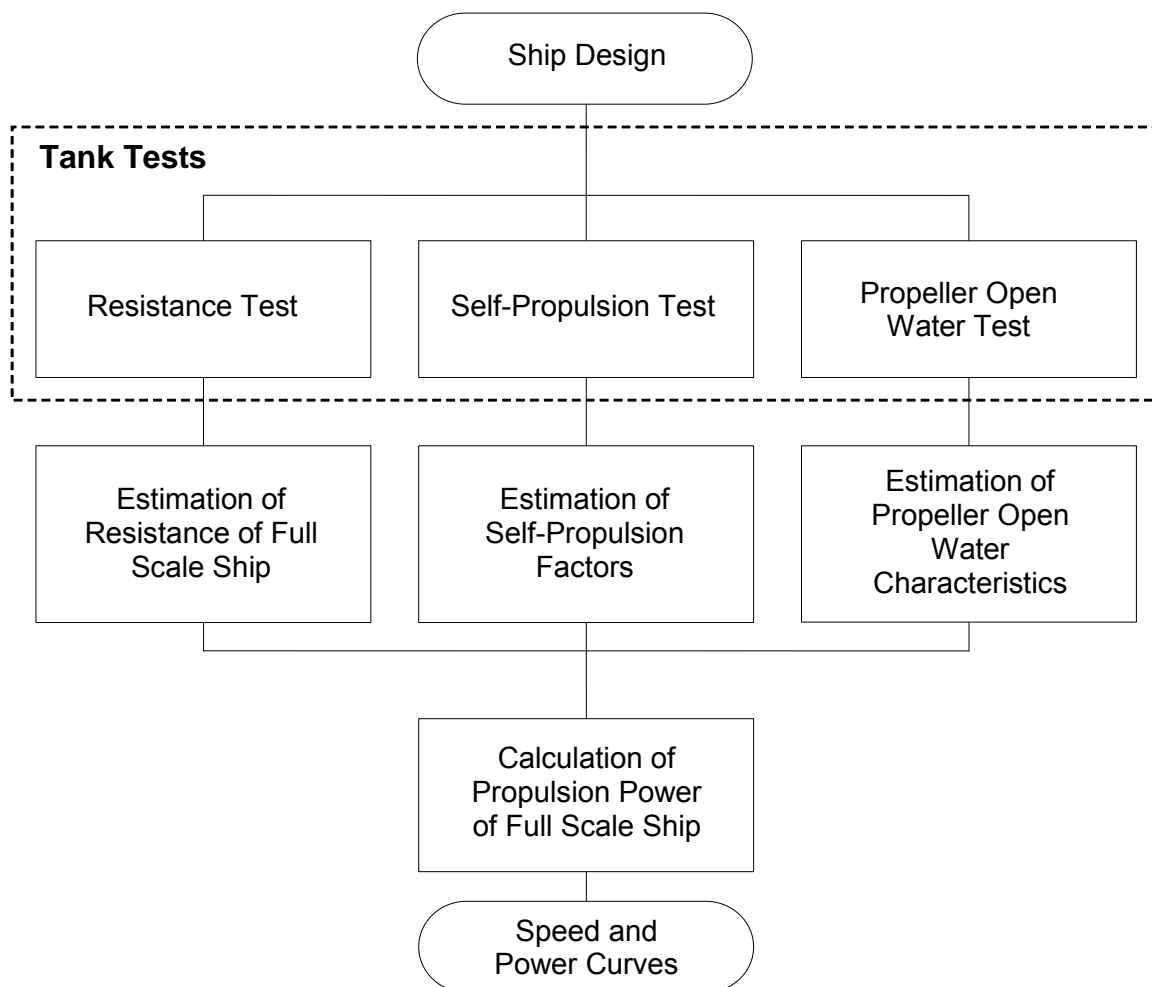 Ship Design
Tank Tests
Resistance Test
Self-Propulsion Test
Propeller Open
Water Test
Estimation of
Resistance of Full
Scale Ship
Estimation of
Self-Propulsion
Factors
Estimation of
Propeller Open
Water
Characteristics
Calculation of
Propulsion Power
of Full Scale Ship
Speed and
Power Curves